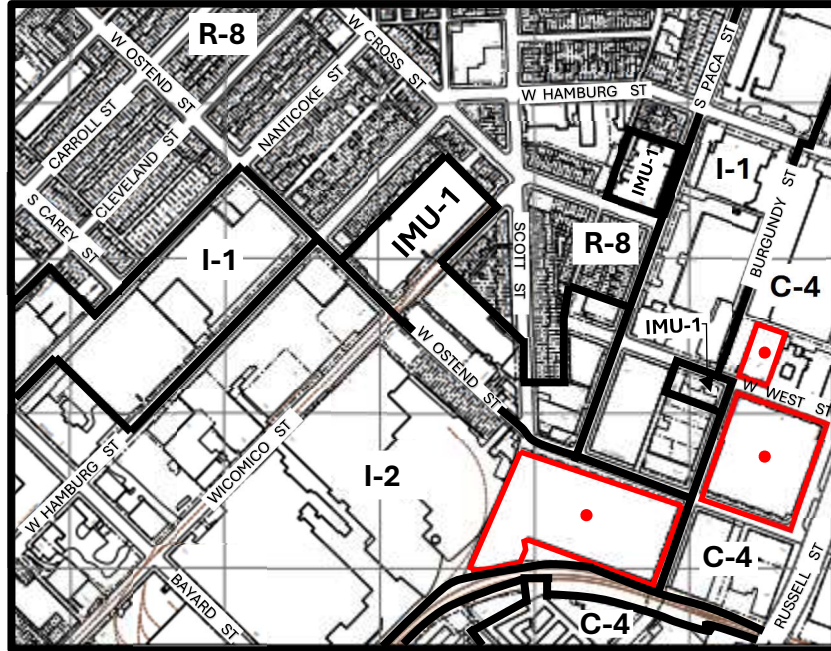 R-8
W OSTEND ST
W CROSS ST
S PACA ST
NANTICOKE ST
W HAMBURG ST
CARROLL ST
CLEVELAND ST
IMU-1
I-1
BURGUNDY ST
S CAREY ST
IMU-1
SCOTT ST
R-8
I-1
C-4
IMU-1
W OSTEND ST
W WEST ST
W HAMBURG ST
WICOMICO ST
I-2
C-4
BAYARD ST
RUSSELL ST
C-4